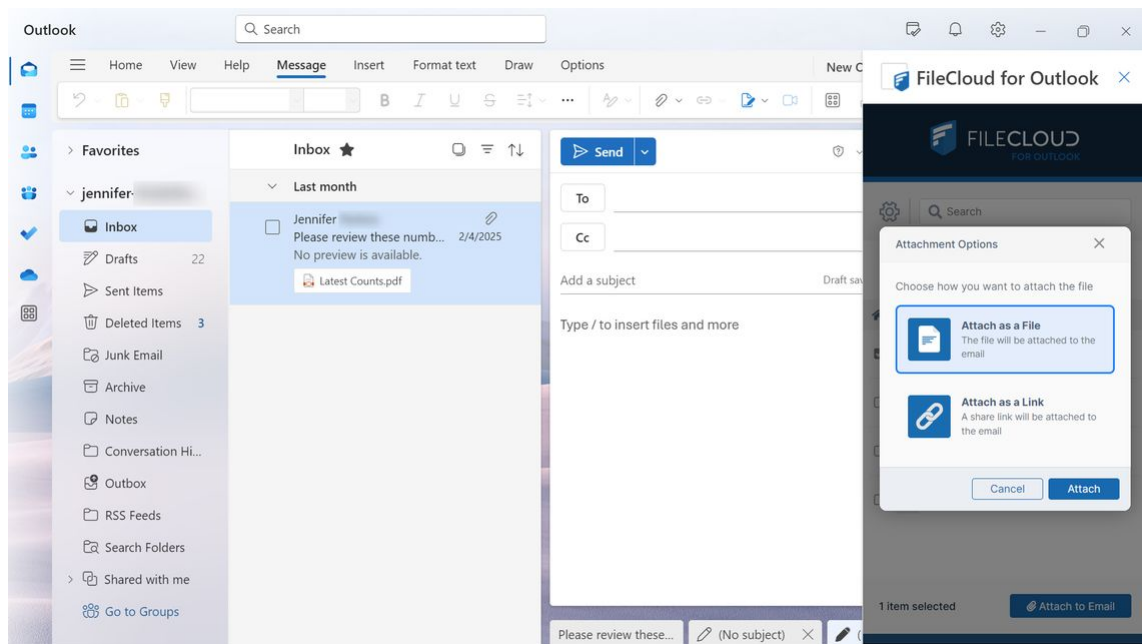 Outlook
Search
Home View Help Message Insert Format text Draw Options
New C
FileCloud for Outlook
FILECLOUD
FOR OUTLOOK
Favorites
jennifer-
Inbox
Drafts 22
Sent Items
Deleted Items 3
Junk Email
Archive
Notes
Conversation Hi...
Outbox
RSS Feeds
Search Folders
Shared with me
Go to Groups
Inbox
Last month
Jennifer
Please review these numb... 2/4/2025
No preview is available.
Latest Counts.pdf
Send
To
Cc
Add a subject Draft sav
Type / to insert files and more
Please review these... (No subject) (
Search
Attachment Options
Choose how you want to attach the file
Attach as a File
The file will be attached to the
email
Attach as a Link
A share link will be attached to
the email
Cancel Attach
1 item selected Attach to Email